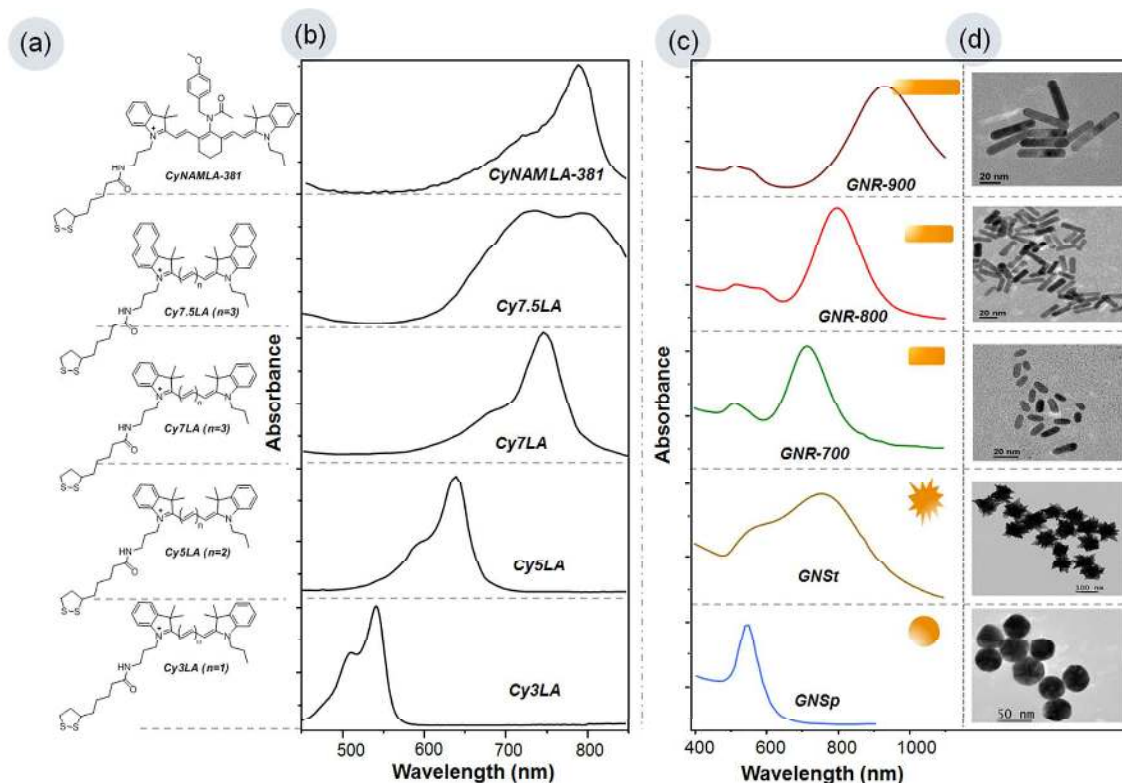 (a)
(b)
(c)
(d)
CyNAMLA-381
Cy7.5LA (n=3)
Cy7LA (n=3)
Cy5LA (n=2)
Cy3LA (n=1)
Absorbance
CyNAMLA-381
Cy7.5LA
Cy7LA
Cy5LA
Cy3LA
500 600 700 800
Wavelength (nm)
Absorbance
GNR-900
GNR-800
GNR-700
GNSt
GNSp
400 600 800 1000
Wavelength (nm)
20 nm
20 nm
20 nm
100 nm
50 nm